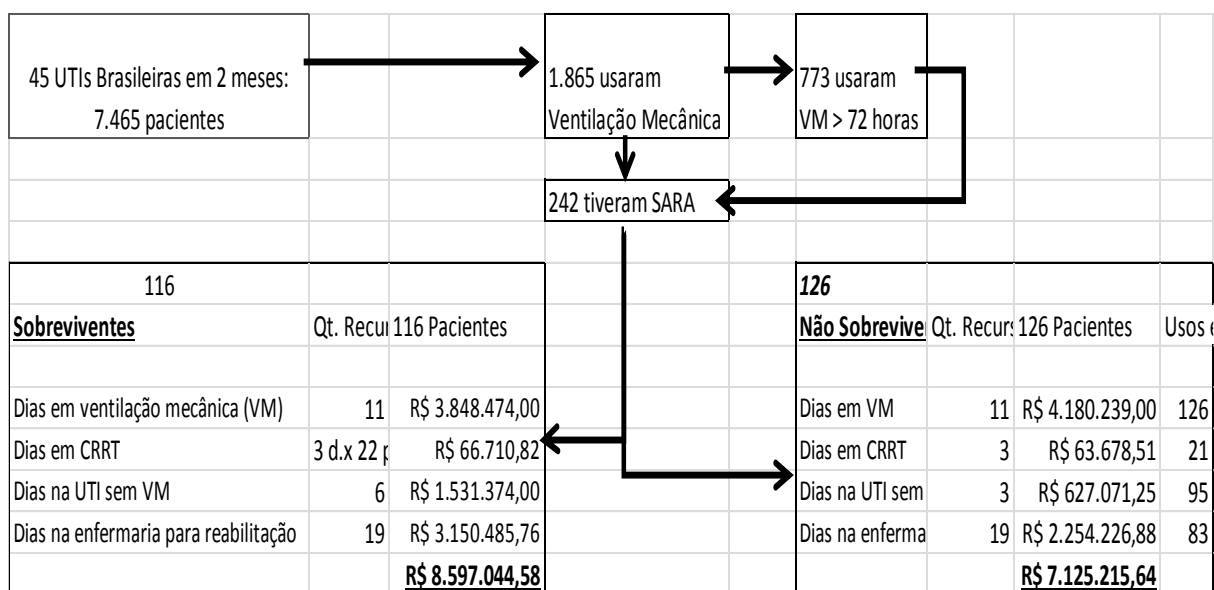 45 UTIs Brasileiras em 2 meses:
7.465 pacientes
1.865 usaram
Ventilação Mecânica
773 usaram
VM > 72 horas
242 tiveram SARA
116
Sobreviventes Qt. Recur 116 Pacientes
Dias em ventilação mecânica (VM) 11 R$ 3.848.474,00
Dias em CRRT 3 d.x 22 p R$ 66.710,82
Dias na UTI sem VM 6 R$ 1.531.374,00
Dias na enfermaria para reabilitação 19 R$ 3.150.485,76
R$ 8.597.044,58
126
Não Sobrevive Qt. Recurs 126 Pacientes Usos e
Dias em VM 11 R$ 4.180.239,00 126
Dias em CRRT 3 R$ 63.678,51 21
Dias na UTI sem 3 R$ 627.071,25 95
Dias na enferma 19 R$ 2.254.226,88 83
R$ 7.125.215,64